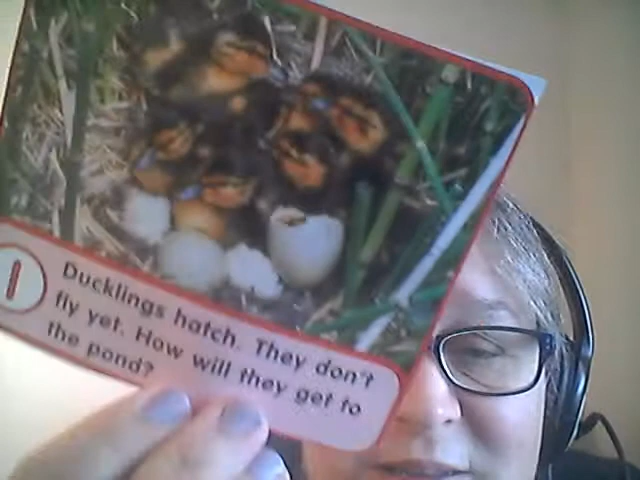 1
Ducklings hatch. They don't
fly yet. How will they get to
the pond?